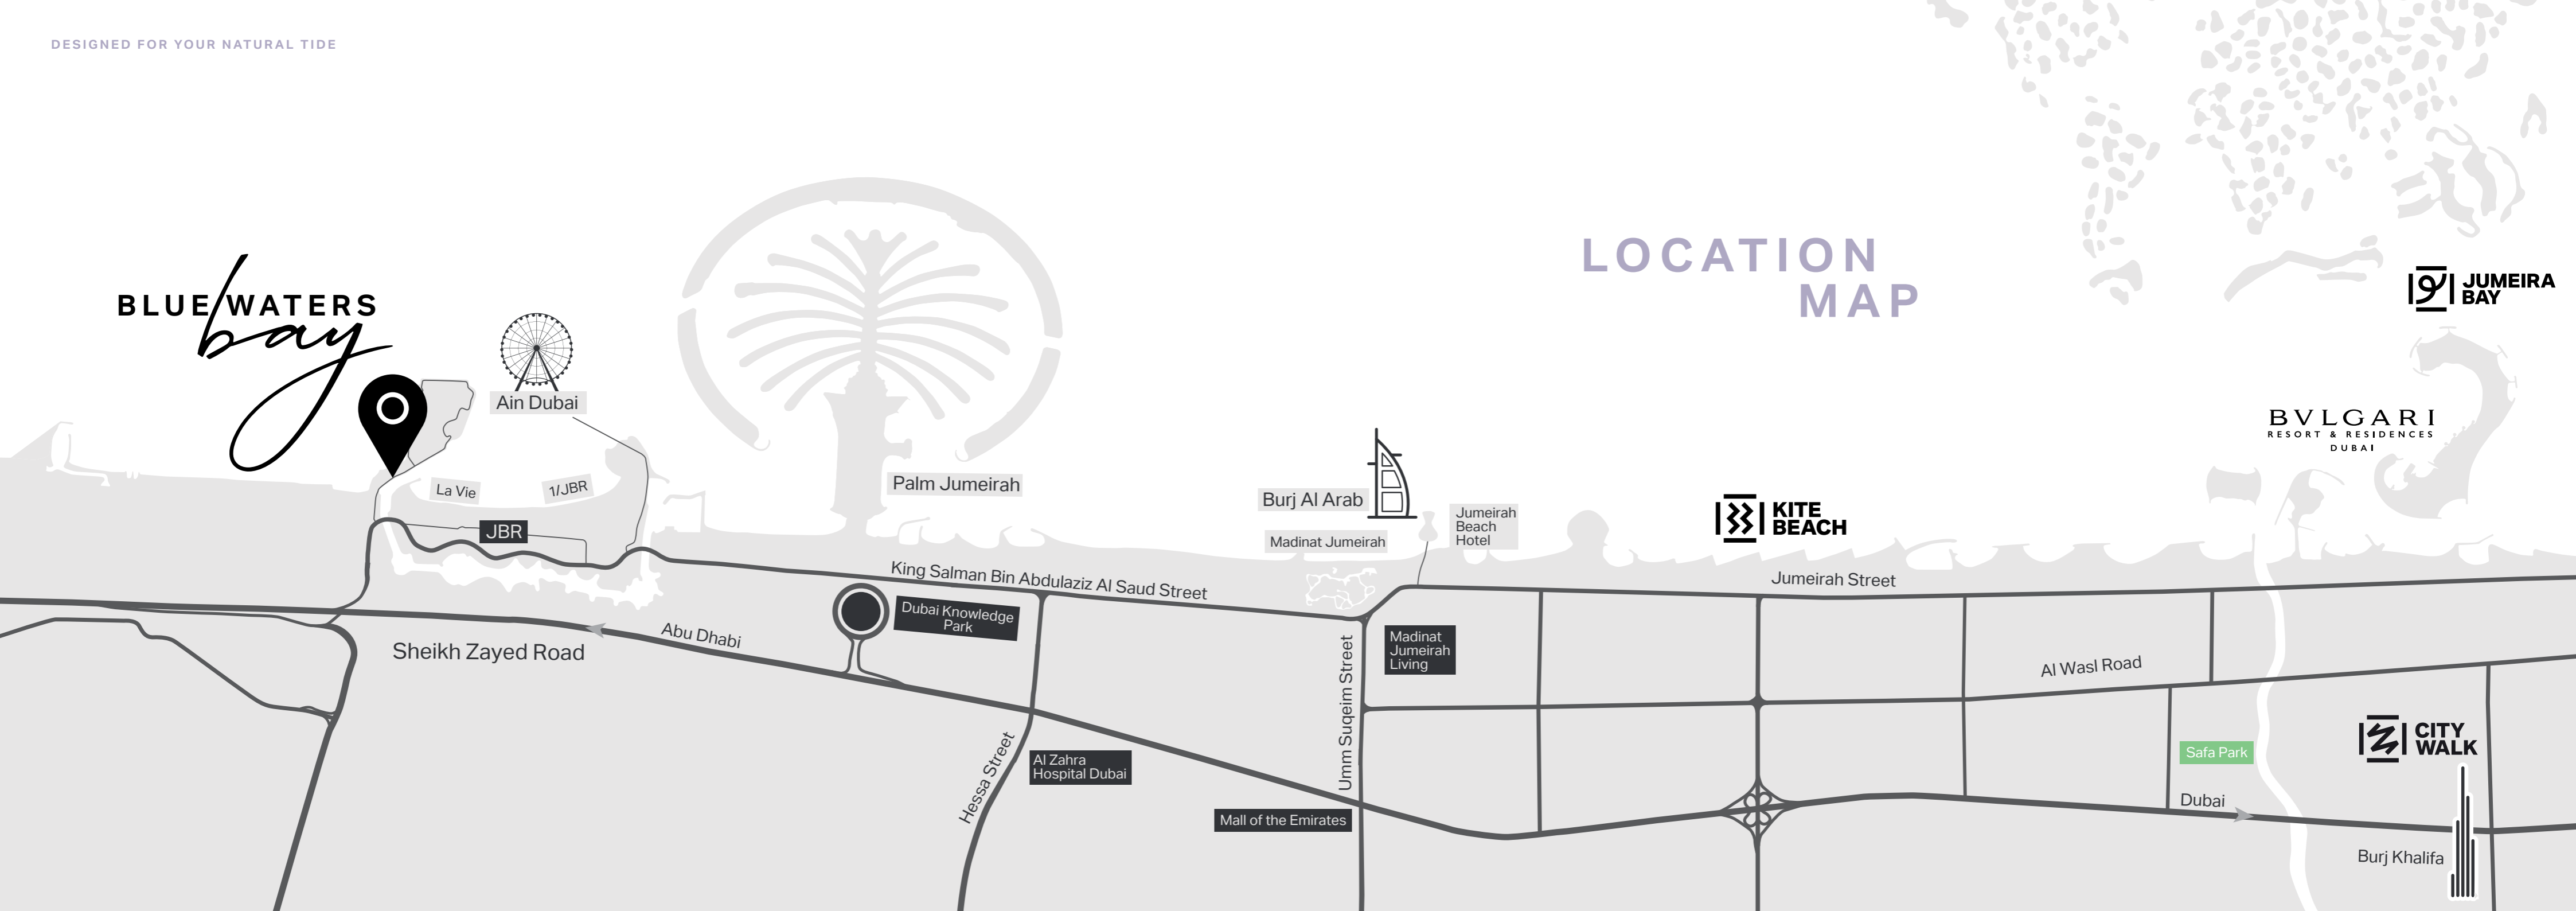 DESIGNED FOR YOUR NATURAL TIDE
LOCATION
MAP
BLUE WATERS
bay
JUMEIRA
BAY
Ain Dubai
BVLGARI
RESORT & RESIDENCES
DUBAI
La Vie
1/JBR
JBR
Palm Jumeirah
Burj Al Arab
Madinat Jumeirah
Jumeirah
Beach
Hotel
KITE
BEACH
King Salman Bin Abdulaziz Al Saud Street
Jumeirah Street
Dubai Knowledge
Park
Abu Dhabi
Sheikh Zayed Road
Umm Suqeim Street
Madinat
Jumeirah
Living
Al Wasl Road
Hessa Street
Al Zahra
Hospital Dubai
Mall of the Emirates
Safa Park
CITY
WALK
Dubai
Burj Khalifa